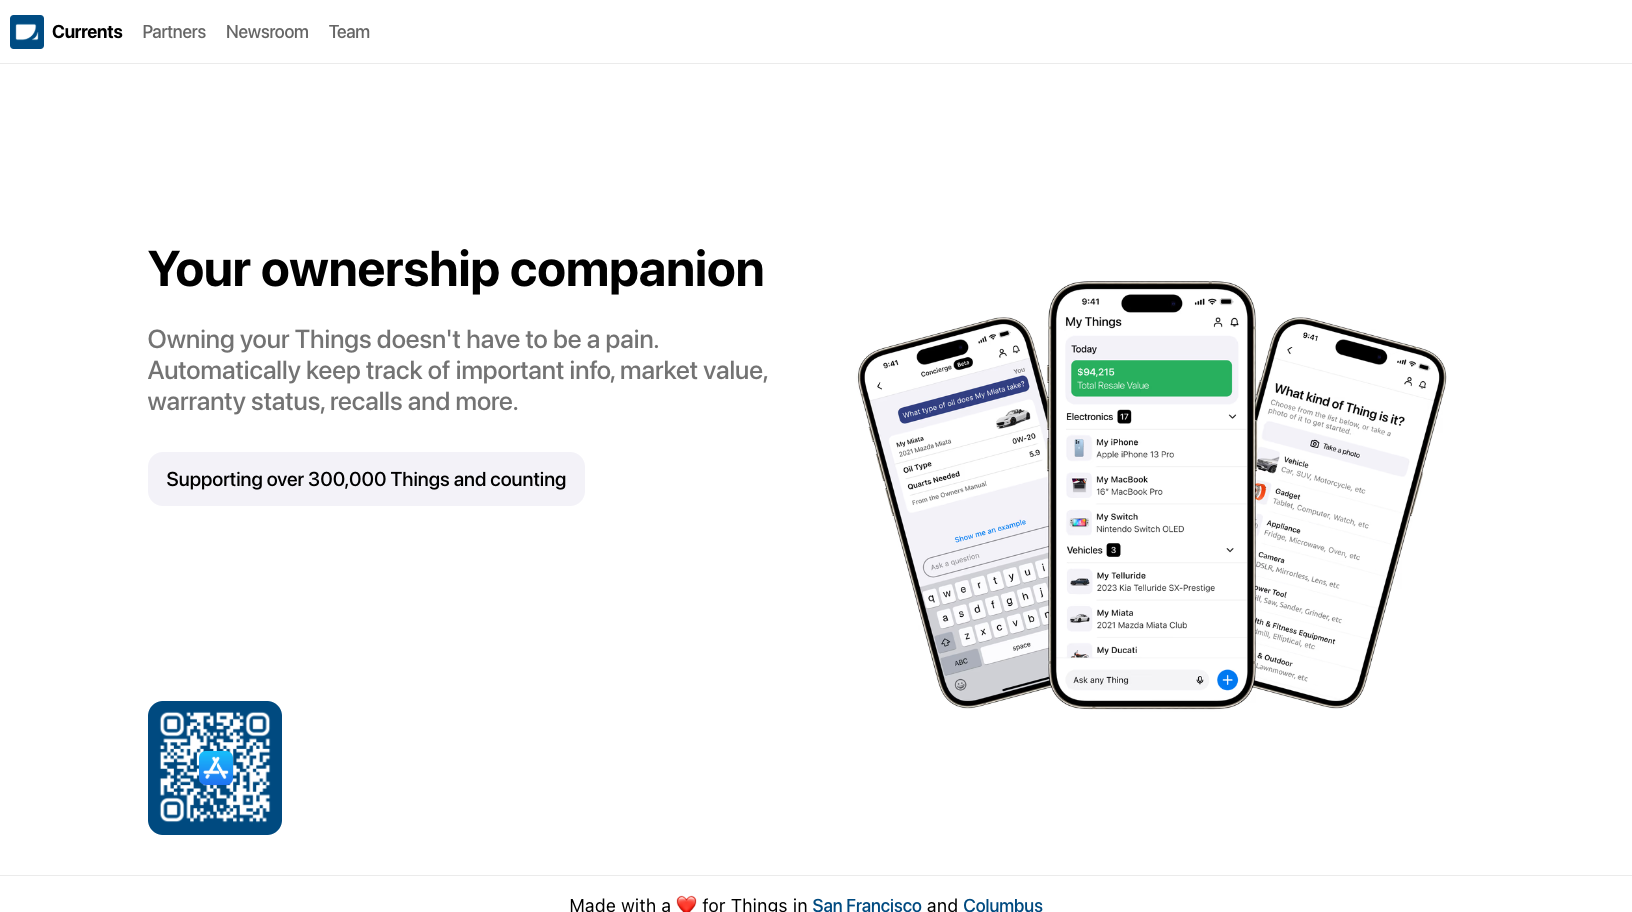 Currents
Partners
Newsroom
Team
Your ownership companion
Owning your Things doesn't have to be a pain.
Automatically keep track of important info, market value,
warranty status, recalls and more.
Supporting over 300,000 Things and counting
9:41
Concierge Beta
You
What type of oil does My Miata take?
My Miata
2021 Mazda Miata
Oil Type
0W-20
Quarts Needed
5.9
From the Owners Manual
Show me an example
Ask a question
q w e r t y u i
a s d f g h j
z x c v b
ABC
space
9:41
My Things
Today
$94,215
Total Resale Value
Electronics 17
My iPhone
Apple iPhone 13 Pro
My MacBook
16" MacBook Pro
My Switch
Nintendo Switch OLED
Vehicles 3
My Telluride
2023 Kia Telluride SX-Prestige
My Miata
2021 Mazda Miata Club
My Ducati
Ask any Thing
9:41
What kind of Thing is it?
Choose from the list below, or take a
photo of it to get started.
Take a photo
Vehicle
Car, SUV, Motorcycle, etc
Gadget
Tablet, Computer, Watch, etc
Appliance
Fridge, Microwave, Oven, etc
Camera
DSLR, Mirrorless, Lens, etc
ower Tool
ill, Saw, Sander, Grinder, etc
lth & Fitness Equipment
dmill, Elliptical, etc
& Outdoor
Lawnmower, etc
Made with a ❤️ for Things in San Francisco and Columbus